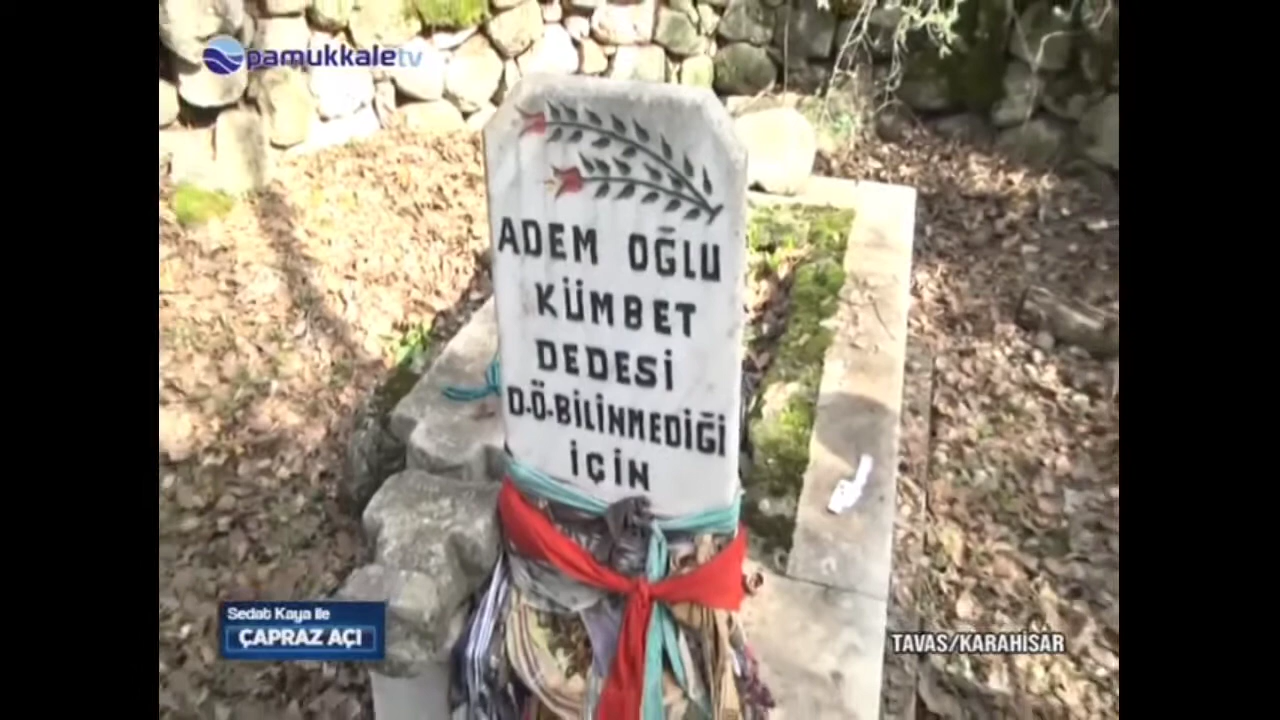 pamukkaletv
ADEM OĞLU
KÜMBET
DEDESİ
D-Ö-BİLİNMEDİĞİ
İÇİN
Sedat Kaya ile
ÇAPRAZ AÇI
TAVAS/KARAHİSAR